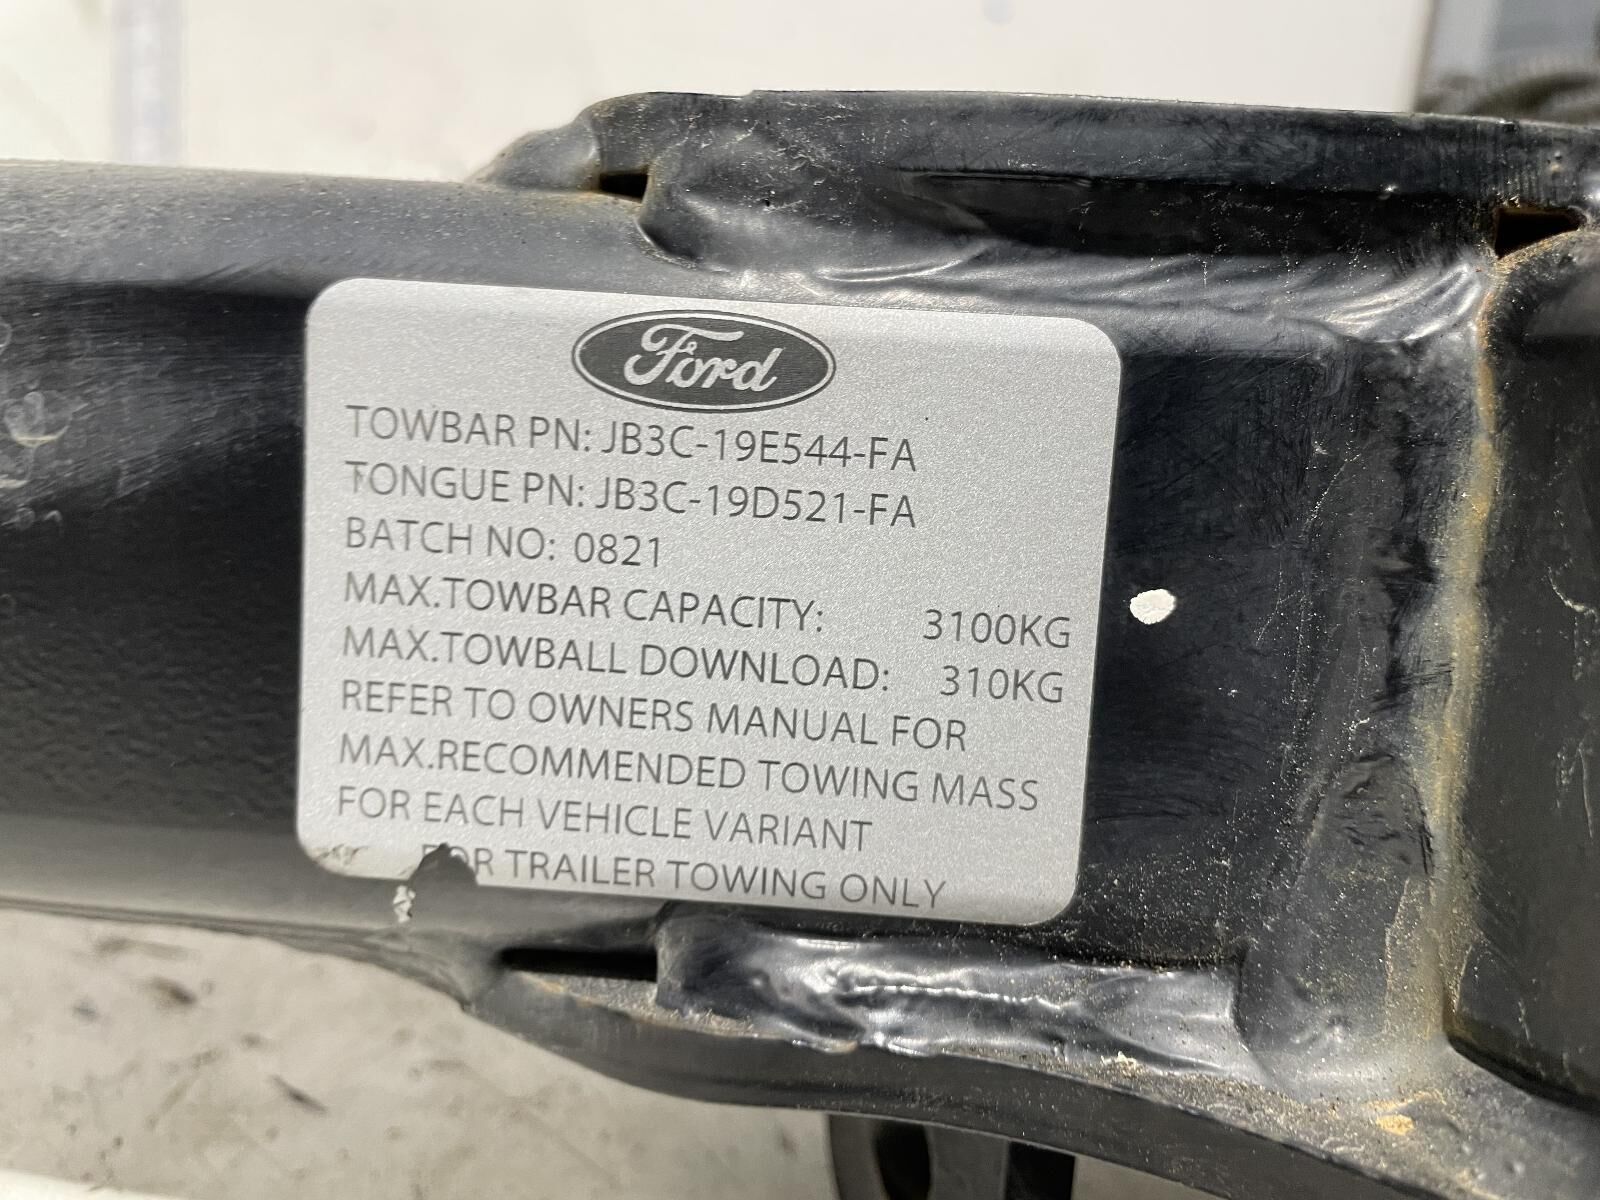 Ford
TOWBAR PN: JB3C-19E544-FA
TONGUE PN: JB3C-19D521-FA
BATCH NO: 0821
MAX.TOWBAR CAPACITY: 3100KG
MAX.TOWBALL DOWNLOAD: 310KG
REFER TO OWNERS MANUAL FOR
MAX.RECOMMENDED TOWING MASS
FOR EACH VEHICLE VARIANT
FOR TRAILER TOWING ONLY